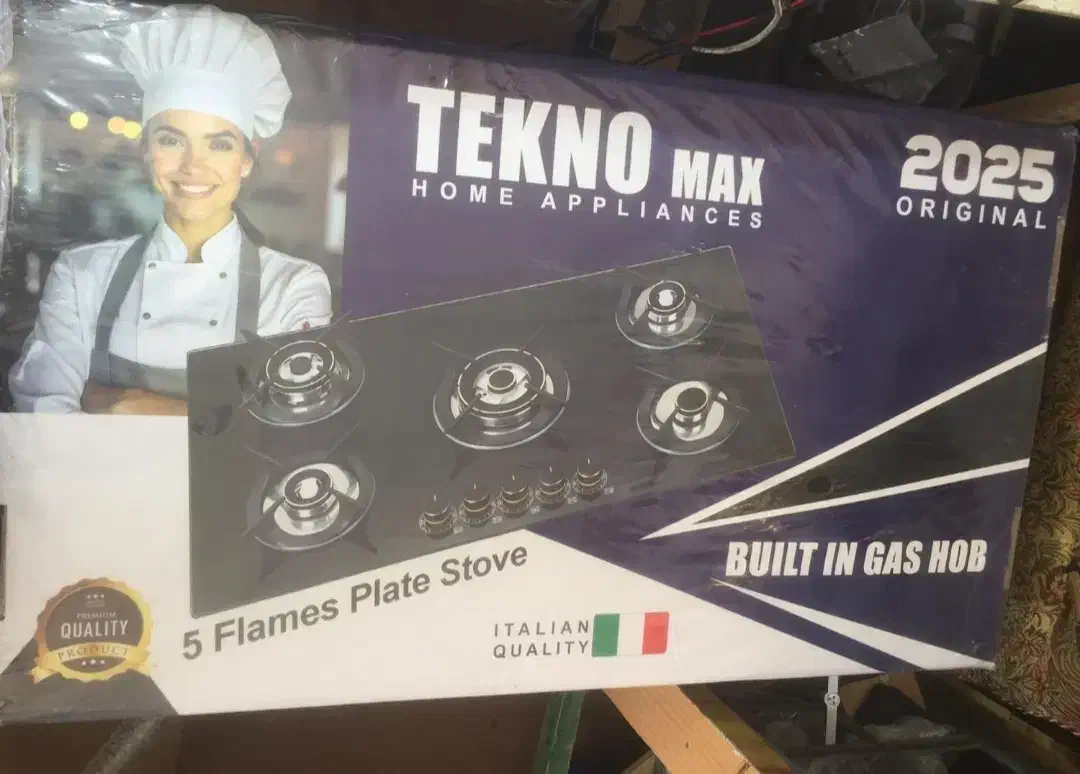 TEKNO MAX
HOME APPLIANCES
2025
ORIGINAL
BUILT IN GAS HOB
5 Flames Plate Stove
ITALIAN
QUALITY
PREMIUM
QUALITY
PRODUCT